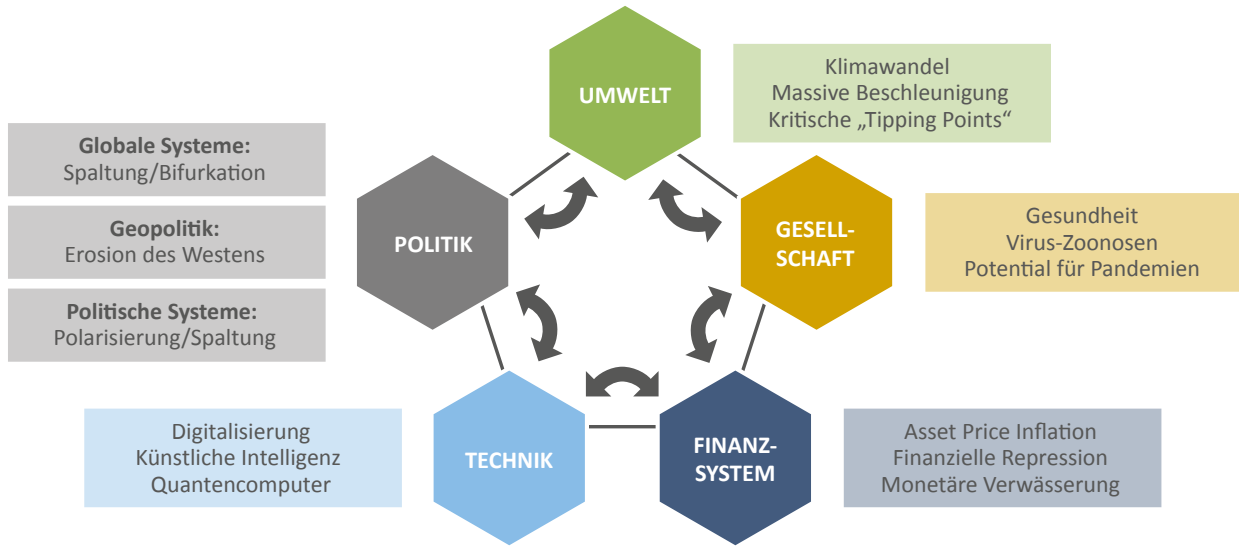 UMWELT
Klimawandel
Massive Beschleunigung
Kritische „Tipping Points“
Globale Systeme:
Spaltung/Bifurkation
Geopolitik:
Erosion des Westens
Politische Systeme:
Polarisierung/Spaltung
POLITIK
GESELL-
SCHAFT
Gesundheit
Virus-Zoonosen
Potential für Pandemien
Digitalisierung
Künstliche Intelligenz
Quantencomputer
TECHNIK
FINANZ-
SYSTEM
Asset Price Inflation
Finanzielle Repression
Monetäre Verwässerung